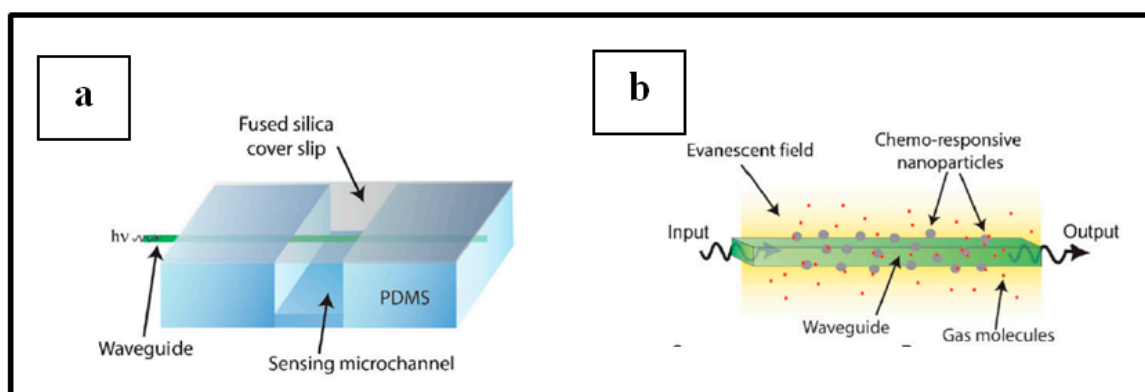 a
Fused silica
cover slip
hν
PDMS
Waveguide
Sensing microchannel
b
Evanescent field
Chemo-responsive
nanoparticles
Input
Output
Waveguide
Gas molecules